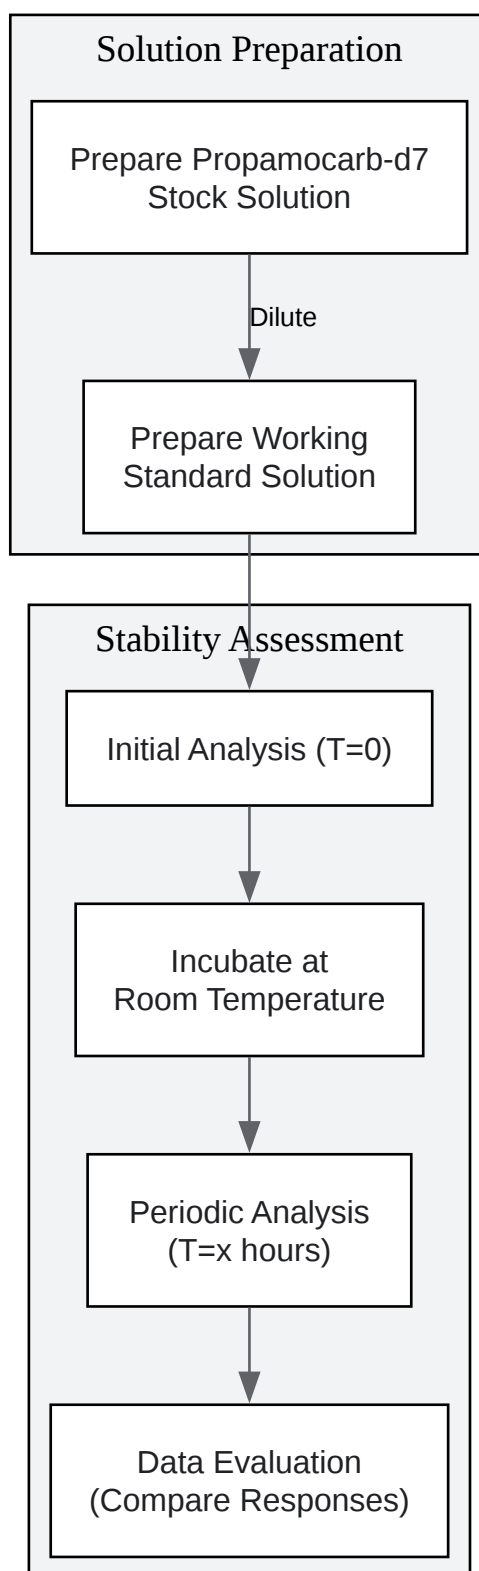 Solution Preparation
Prepare Propamocarb-d7
Stock Solution
Dilute
Prepare Working
Standard Solution
Stability Assessment
Initial Analysis (T=0)
Incubate at
Room Temperature
Periodic Analysis
(T=x hours)
Data Evaluation
(Compare Responses)